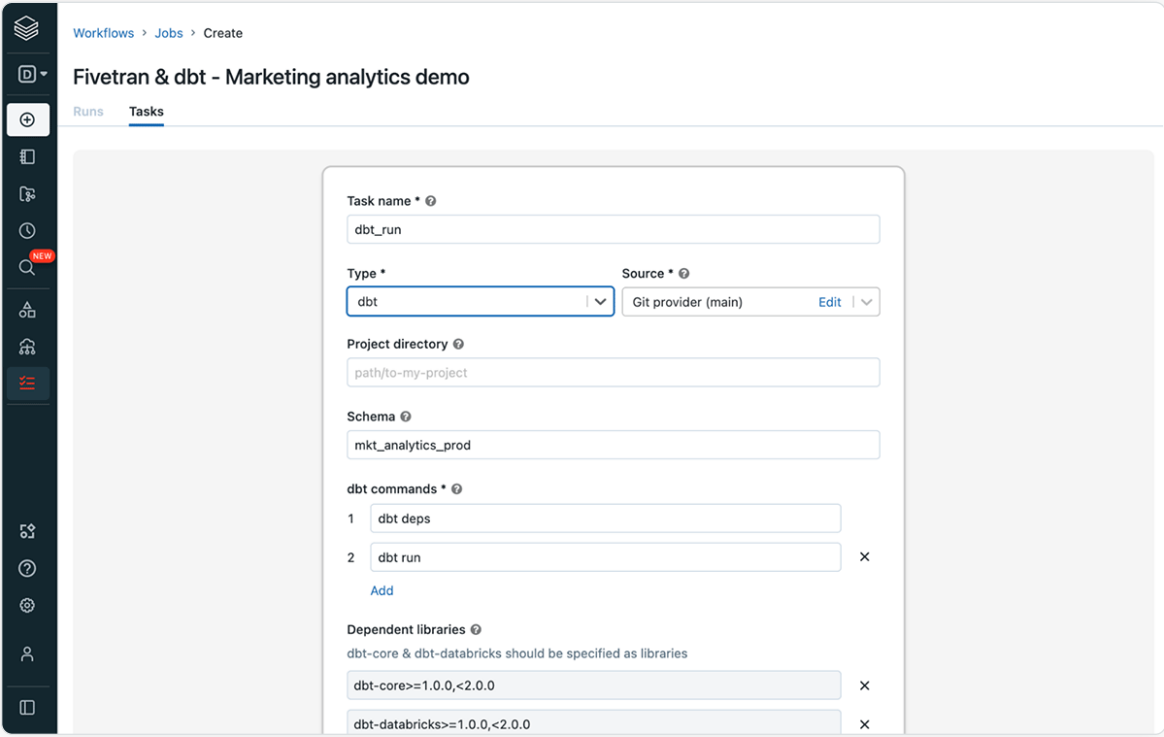 Workflows > Jobs > Create
D
Fivetran & dbt - Marketing analytics demo
Runs Tasks
NEW
Task name * ?
dbt_run
Type * Source * ?
dbt Git provider (main) Edit
Project directory ?
path/to-my-project
Schema ?
mkt_analytics_prod
dbt commands * ?
1 dbt deps
2 dbt run ×
Add
Dependent libraries ?
dbt-core & dbt-databricks should be specified as libraries
dbt-core>=1.0.0,<2.0.0 ×
dbt-databricks>=1.0.0,<2.0.0 ×